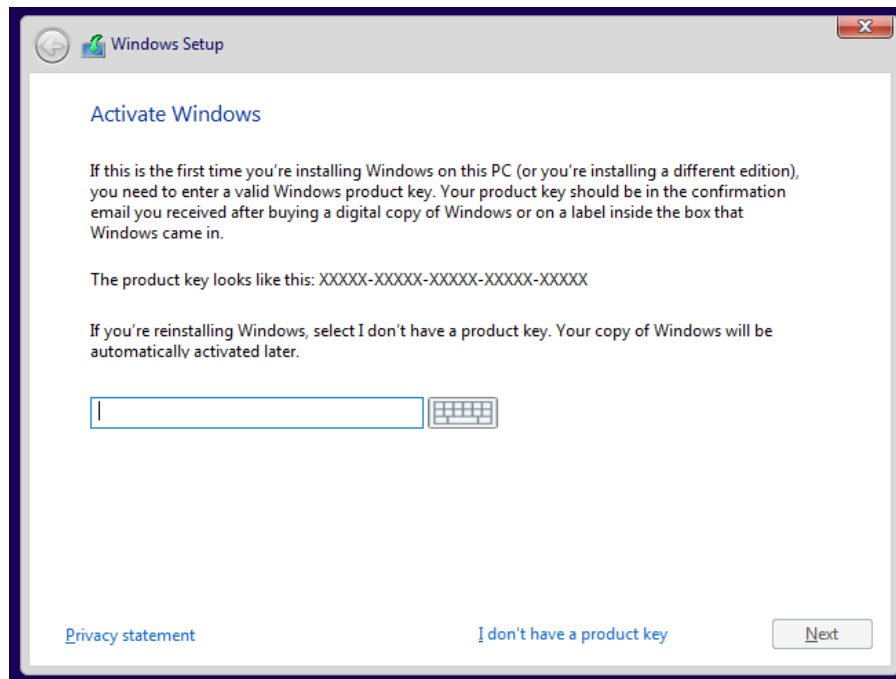 Windows Setup
Activate Windows
If this is the first time you're installing Windows on this PC (or you're installing a different edition),
you need to enter a valid Windows product key. Your product key should be in the confirmation
email you received after buying a digital copy of Windows or on a label inside the box that
Windows came in.
The product key looks like this: XXXXX-XXXXX-XXXXX-XXXXX-XXXXX
If you're reinstalling Windows, select I don't have a product key. Your copy of Windows will be
automatically activated later.
Privacy statement
I don't have a product key
Next